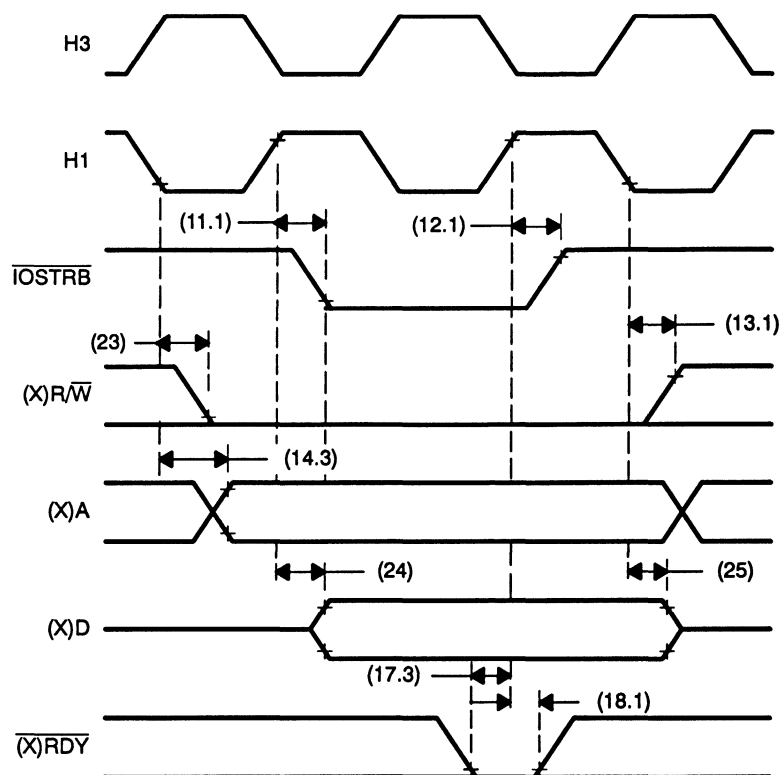 H3
H1
(11.1)
(12.1)
IOSTRB
(13.1)
(23)
(X)R/W
(14.3)
(X)A
(24)
(25)
(X)D
(17.3)
(18.1)
(X)RDY